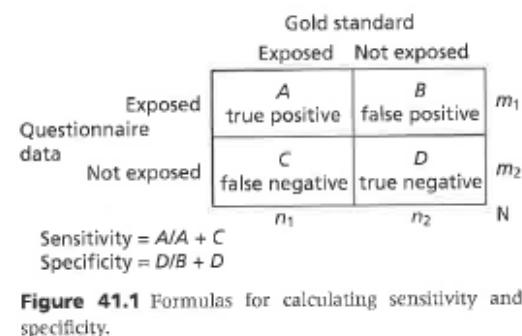 Gold standard
Exposed Not exposed
A B
Exposed true positive false positive m1
Questionnaire
data
C D
Not exposed false negative true negative m2
n1 n2 N
Sensitivity = A/A + C
Specificity = D/B + D
Figure 41.1 Formulas for calculating sensitivity and
specificity.